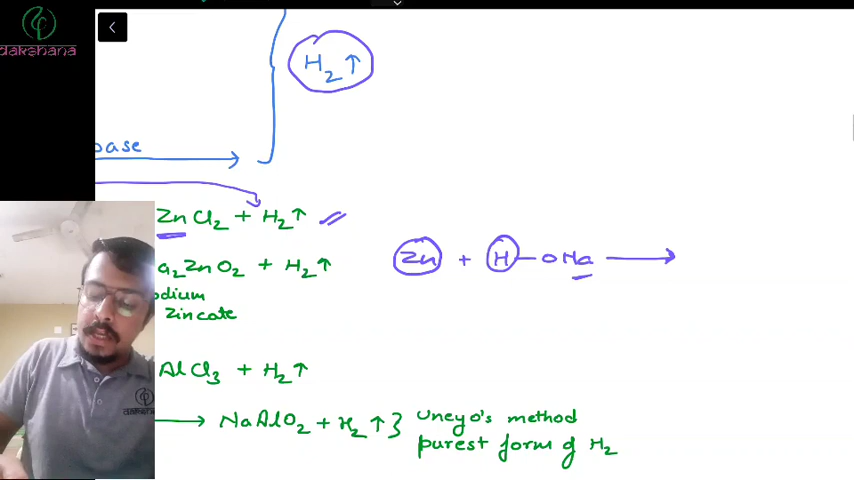 dakshana
H₂ ↑
base
ZnCl₂ + H₂ ↑
a₂ZnO₂ + H₂ ↑
odium
Zincate
Zn + H–ONa ⟶
AlCl₃ + H₂ ↑
⟶ NaAlO₂ + H₂ ↑ } Uneyo's method
purest form of H₂
dakshana